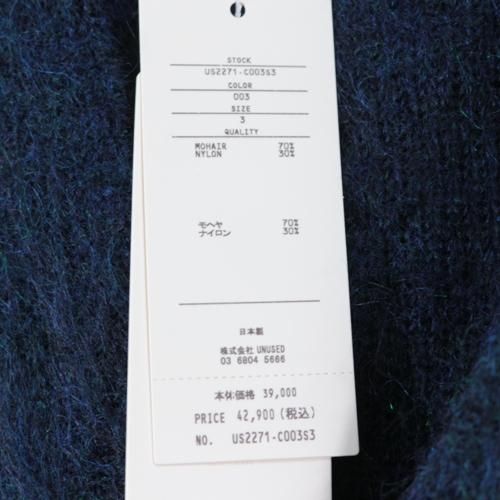 STOCK
US2271-C003S3
COLOR
003
SIZE
3
QUALITY
MOHAIR 70%
NYLON 30%
モヘヤ 70%
ナイロン 30%
日本製
株式会社 UNUSED
03 6804 5666
本体価格 39,000
PRICE 42,900(税込)
NO. US2271-C003S3